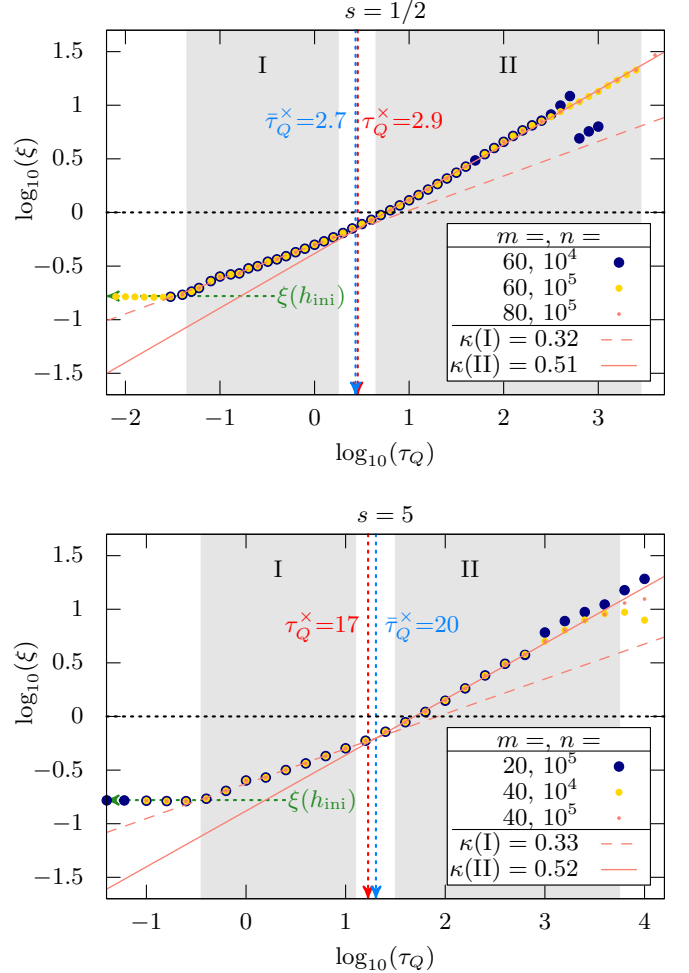 s = 1/2
1.5
1
0.5
0
−0.5
−1
−1.5
log₁₀(ξ)
I
II
τ̄_Q^×=2.7
τ_Q^×=2.9
ξ(h_ini)
m =, n =
60, 10⁴
60, 10⁵
80, 10⁵
κ(I) = 0.32
κ(II) = 0.51
−2 −1 0 1 2 3
log₁₀(τ_Q)
s = 5
1.5
1
0.5
0
−0.5
−1
−1.5
log₁₀(ξ)
I
II
τ_Q^×=17
τ̄_Q^×=20
ξ(h_ini)
m =, n =
20, 10⁵
40, 10⁴
40, 10⁵
κ(I) = 0.33
κ(II) = 0.52
−1 0 1 2 3 4
log₁₀(τ_Q)